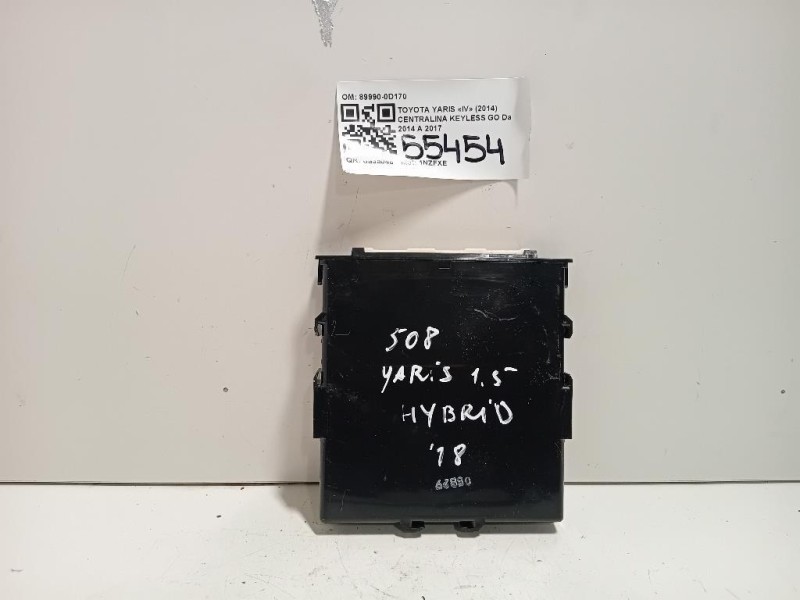 OM: 89990-0D170
TOYOTA YARIS «IV» (2014)
CENTRALINA KEYLESS GO Da
2014 A 2017
55454
1NZFXE
508
YARiS 1.5
HYBRiD
'18